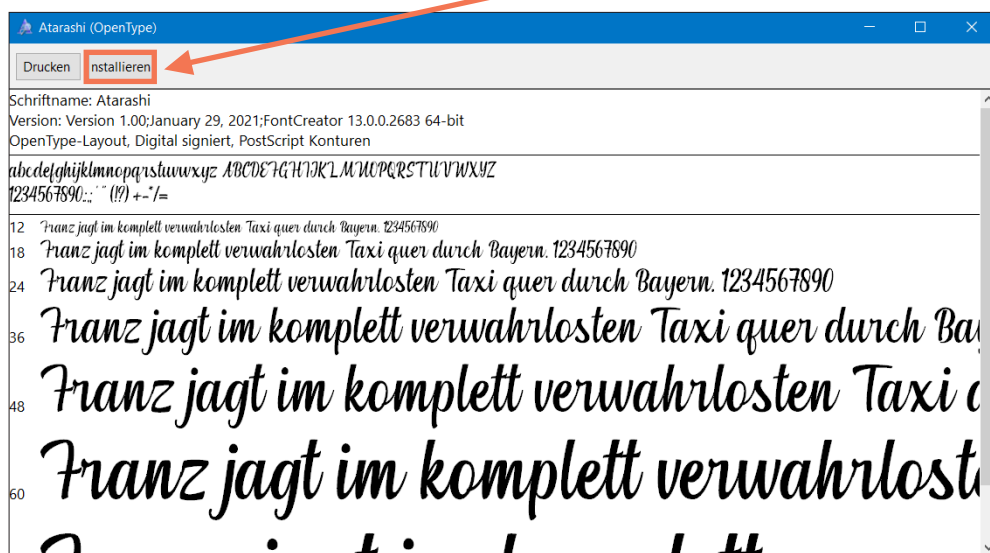 Atarashi (OpenType)
Drucken nstallieren
Schriftname: Atarashi
Version: Version 1.00;January 29, 2021;FontCreator 13.0.0.2683 64-bit
OpenType-Layout, Digital signiert, PostScript Konturen
abcdefghijklmnopqrstuvwxyz ABCDEFGHIJKLMNOPQRSTUVWXYZ
1234567890.:,; ' " (!?) +-*/=
12 Franz jagt im komplett verwahrlosten Taxi quer durch Bayern. 1234567890
18 Franz jagt im komplett verwahrlosten Taxi quer durch Bayern. 1234567890
24 Franz jagt im komplett verwahrlosten Taxi quer durch Bayern. 1234567890
36 Franz jagt im komplett verwahrlosten Taxi quer durch Bay
48 Franz jagt im komplett verwahrlosten Taxi q
60 Franz jagt im komplett verwahrloste